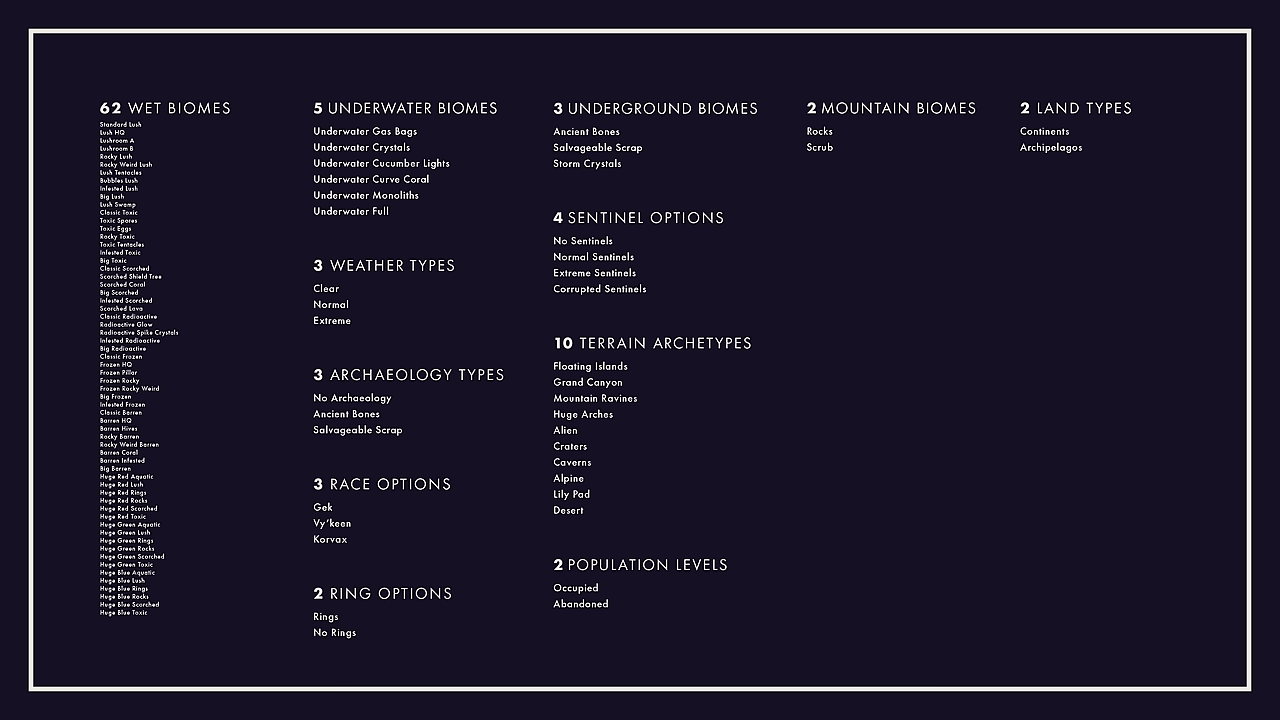 62 WET BIOMES
Standard Lush
Lush HQ
Lushroom A
Lushroom B
Rocky Lush
Rocky Weird Lush
Lush Tentacles
Bubbles Lush
Infested Lush
Big Lush
Lush Swamp
Classic Toxic
Toxic Spores
Toxic Eggs
Rocky Toxic
Toxic Tentacles
Infested Toxic
Big Toxic
Classic Scorched
Scorched Shield Tree
Scorched Coral
Big Scorched
Infested Scorched
Scorched Lava
Classic Radioactive
Radioactive Glow
Radioactive Spike Crystals
Infested Radioactive
Big Radioactive
Classic Frozen
Frozen HQ
Frozen Pillar
Frozen Rocky
Frozen Rocky Weird
Big Frozen
Infested Frozen
Classic Barren
Barren HQ
Barren Hives
Rocky Barren
Rocky Weird Barren
Barren Coral
Barren Infested
Big Barren
Huge Red Aquatic
Huge Red Lush
Huge Red Rings
Huge Red Rocks
Huge Red Scorched
Huge Red Toxic
Huge Green Aquatic
Huge Green Lush
Huge Green Rings
Huge Green Rocks
Huge Green Scorched
Huge Green Toxic
Huge Blue Aquatic
Huge Blue Lush
Huge Blue Rings
Huge Blue Rocks
Huge Blue Scorched
Huge Blue Toxic
5 UNDERWATER BIOMES
Underwater Gas Bags
Underwater Crystals
Underwater Cucumber Lights
Underwater Curve Coral
Underwater Monoliths
Underwater Full
3 WEATHER TYPES
Clear
Normal
Extreme
3 ARCHAEOLOGY TYPES
No Archaeology
Ancient Bones
Salvageable Scrap
3 RACE OPTIONS
Gek
Vy'keen
Korvax
2 RING OPTIONS
Rings
No Rings
3 UNDERGROUND BIOMES
Ancient Bones
Salvageable Scrap
Storm Crystals
4 SENTINEL OPTIONS
No Sentinels
Normal Sentinels
Extreme Sentinels
Corrupted Sentinels
10 TERRAIN ARCHETYPES
Floating Islands
Grand Canyon
Mountain Ravines
Huge Arches
Alien
Craters
Caverns
Alpine
Lily Pad
Desert
2 POPULATION LEVELS
Occupied
Abandoned
2 MOUNTAIN BIOMES
Rocks
Scrub
2 LAND TYPES
Continents
Archipelagos